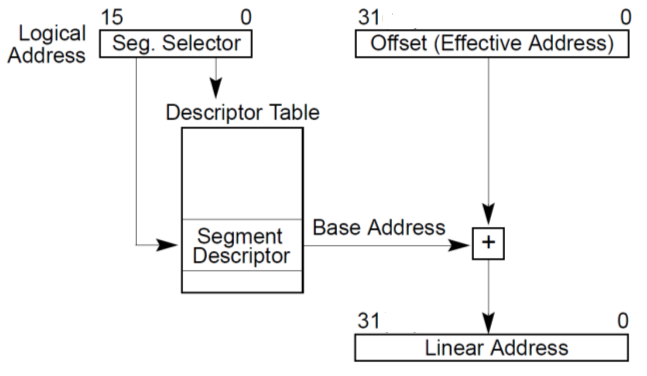 15 0
31 0
Logical
Address
Seg. Selector
Offset (Effective Address)
Descriptor Table
Base Address
Segment
Descriptor
+
31 0
Linear Address